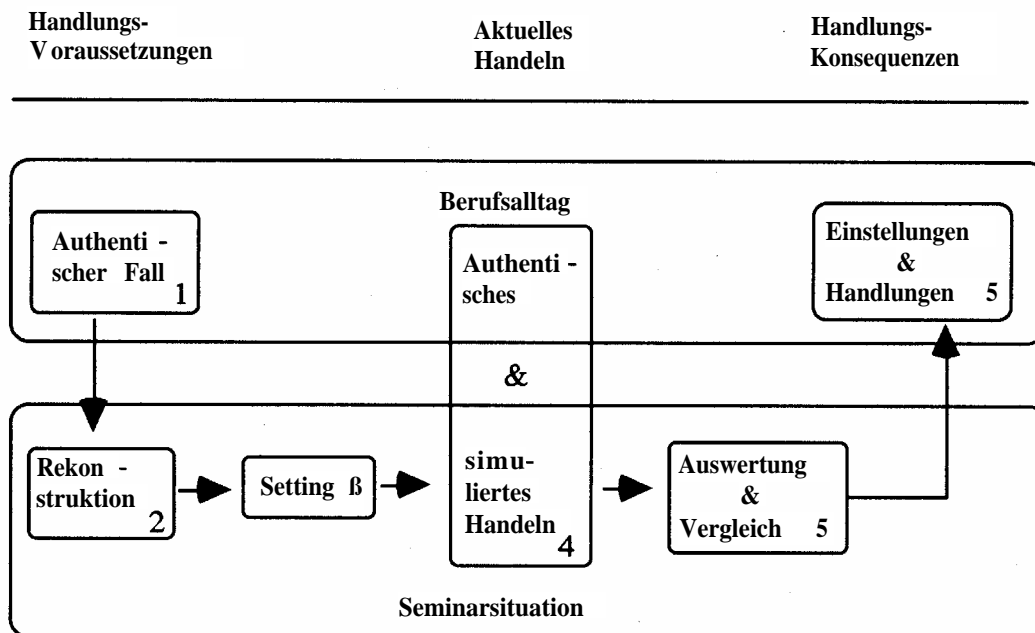 Handlungs-
Voraussetzungen
Aktuelles
Handeln
Handlungs-
Konsequenzen
Berufsalltag
Authenti -
scher Fall
1
Authenti -
sches
Einstellungen
&
Handlungen 5
&
Rekon -
struktion
2
Setting ß
simu-
liertes
Handeln
4
Auswertung
&
Vergleich 5
Seminarsituation